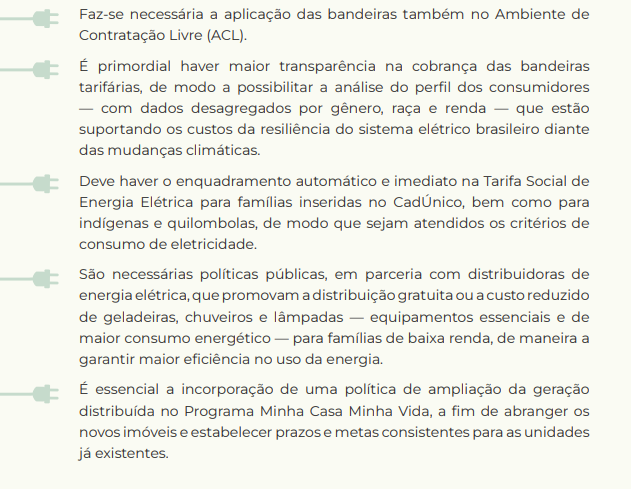 Faz-se necessária a aplicação das bandeiras também no Ambiente de
Contratação Livre (ACL).
É primordial haver maior transparência na cobrança das bandeiras
tarifárias, de modo a possibilitar a análise do perfil dos consumidores
— com dados desagregados por gênero, raça e renda — que estão
suportando os custos da resiliência do sistema elétrico brasileiro diante
das mudanças climáticas.
Deve haver o enquadramento automático e imediato na Tarifa Social de
Energia Elétrica para famílias inseridas no CadÚnico, bem como para
indígenas e quilombolas, de modo que sejam atendidos os critérios de
consumo de eletricidade.
São necessárias políticas públicas, em parceria com distribuidoras de
energia elétrica, que promovam a distribuição gratuita ou a custo reduzido
de geladeiras, chuveiros e lâmpadas — equipamentos essenciais e de
maior consumo energético — para famílias de baixa renda, de maneira a
garantir maior eficiência no uso da energia.
É essencial a incorporação de uma política de ampliação da geração
distribuída no Programa Minha Casa Minha Vida, a fim de abranger os
novos imóveis e estabelecer prazos e metas consistentes para as unidades
já existentes.